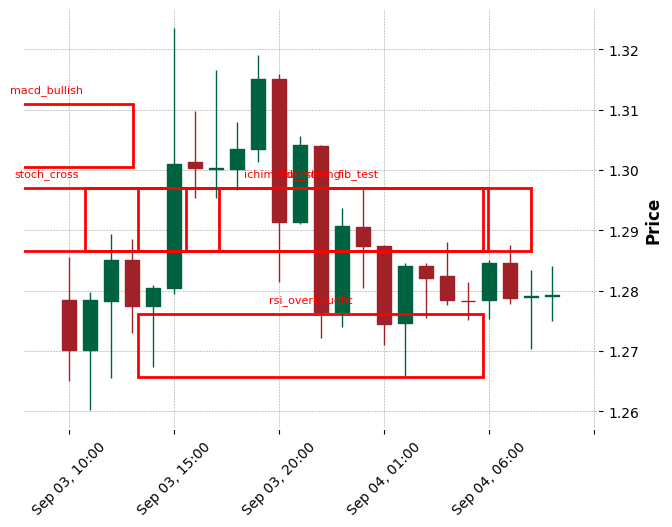 macd_bullish
stoch_cross
fib_test
rsi_overbought
1.32
1.31
1.30
1.29
1.28
1.27
1.26
Price
Sep 03, 10:00
Sep 03, 15:00
Sep 03, 20:00
Sep 04, 01:00
Sep 04, 06:00